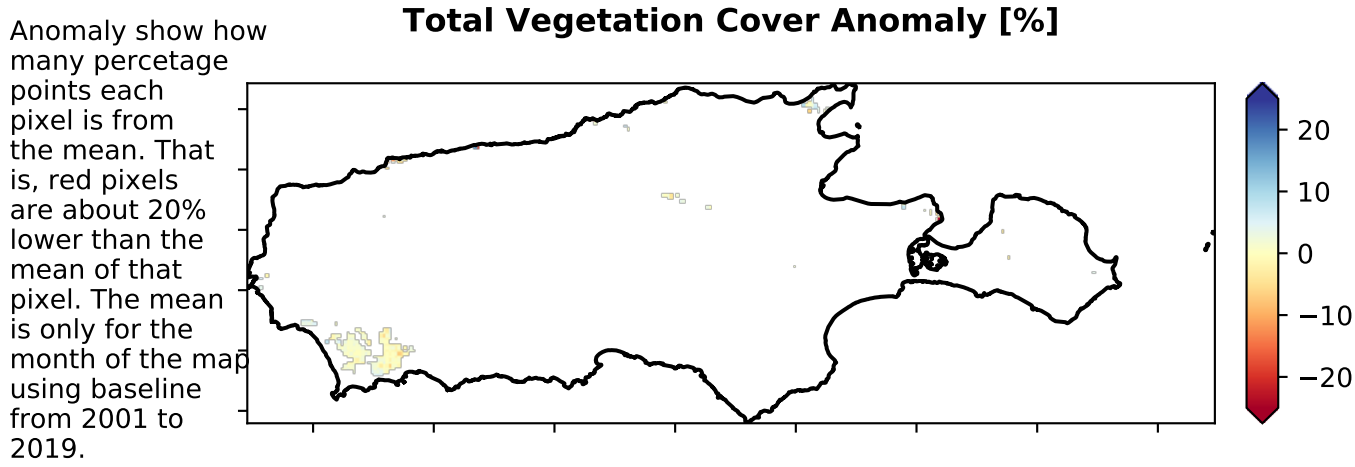 Total Vegetation Cover Anomaly [%]
Anomaly show how
many percetage
points each
pixel is from
the mean. That
is, red pixels
are about 20%
lower than the
mean of that
pixel. The mean
is only for the
month of the map
using baseline
from 2001 to
2019.
20
10
0
−10
−20